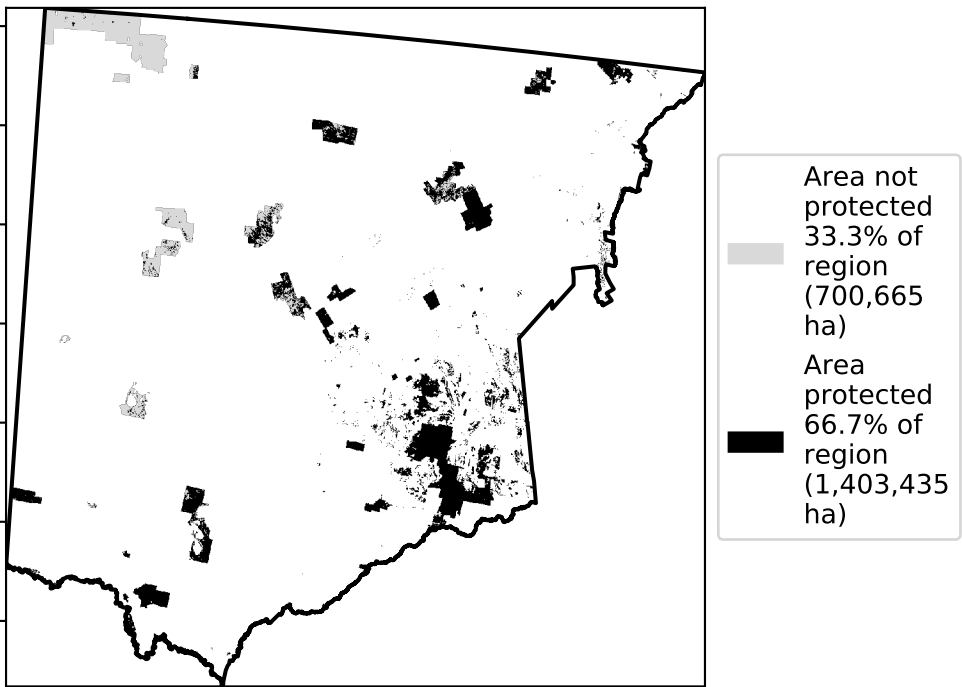 Area not
protected
33.3% of
region
(700,665
ha)
Area
protected
66.7% of
region
(1,403,435
ha)